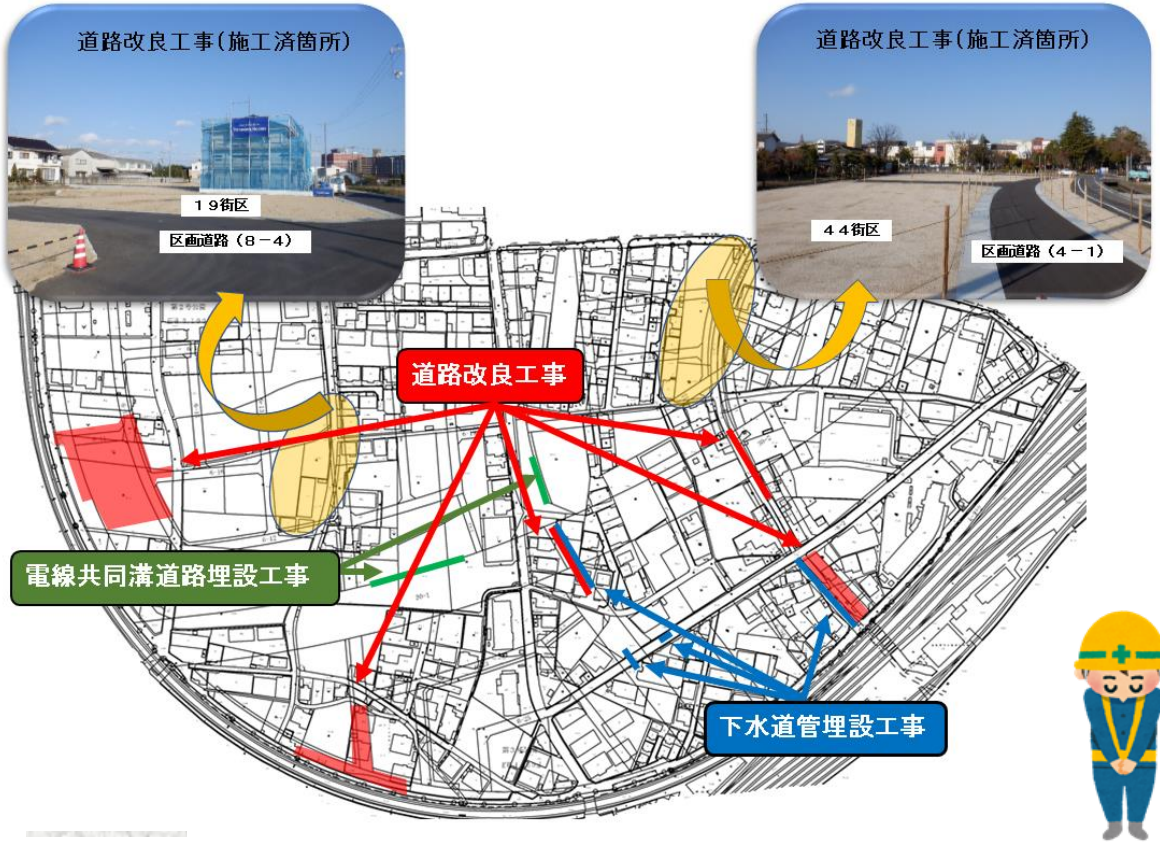 道路改良工事(施工済箇所)
19街区
区画道路(8-4)
道路改良工事(施工済箇所)
44街区
区画道路(4-1)
道路改良工事
電線共同溝道路埋設工事
下水道管埋設工事